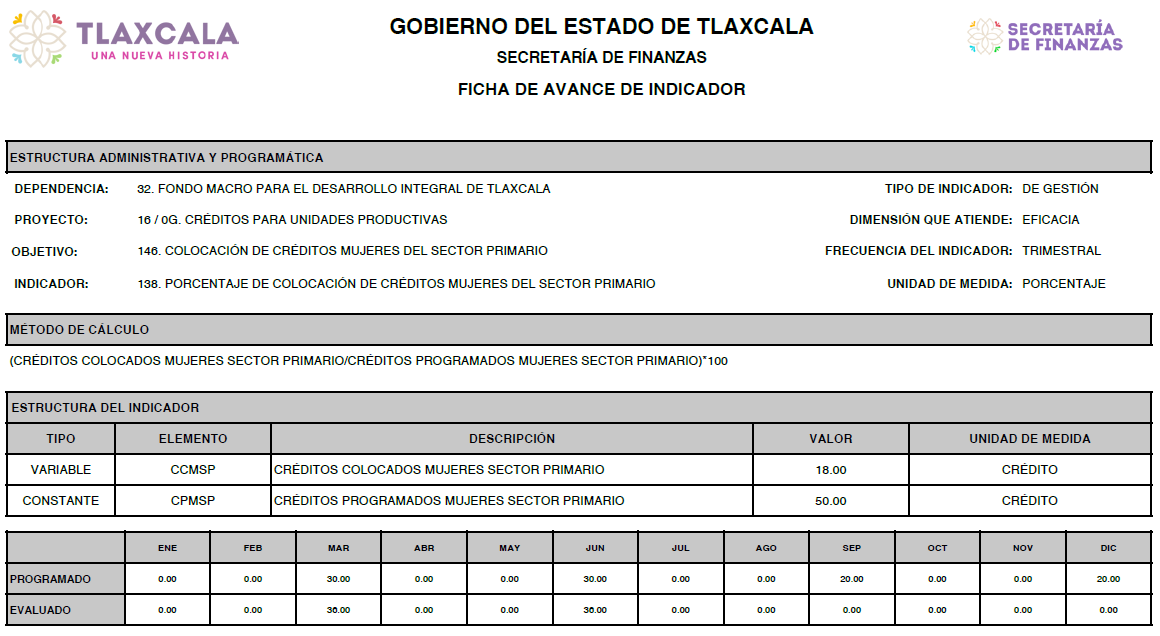 TLAXCALA
UNA NUEVA HISTORIA
GOBIERNO DEL ESTADO DE TLAXCALA
SECRETARÍA DE FINANZAS
FICHA DE AVANCE DE INDICADOR
SECRETARÍA
DE FINANZAS
ESTRUCTURA ADMINISTRATIVA Y PROGRAMÁTICA
DEPENDENCIA: 32. FONDO MACRO PARA EL DESARROLLO INTEGRAL DE TLAXCALA TIPO DE INDICADOR: DE GESTIÓN
PROYECTO: 16 / 0G. CRÉDITOS PARA UNIDADES PRODUCTIVAS DIMENSIÓN QUE ATIENDE: EFICACIA
OBJETIVO: 146. COLOCACIÓN DE CRÉDITOS MUJERES DEL SECTOR PRIMARIO FRECUENCIA DEL INDICADOR: TRIMESTRAL
INDICADOR: 138. PORCENTAJE DE COLOCACIÓN DE CRÉDITOS MUJERES DEL SECTOR PRIMARIO UNIDAD DE MEDIDA: PORCENTAJE
MÉTODO DE CÁLCULO
(CRÉDITOS COLOCADOS MUJERES SECTOR PRIMARIO/CRÉDITOS PROGRAMADOS MUJERES SECTOR PRIMARIO)*100
ESTRUCTURA DEL INDICADOR
TIPO ELEMENTO DESCRIPCIÓN VALOR UNIDAD DE MEDIDA
VARIABLE CCMSP CRÉDITOS COLOCADOS MUJERES SECTOR PRIMARIO 18.00 CRÉDITO
CONSTANTE CPMSP CRÉDITOS PROGRAMADOS MUJERES SECTOR PRIMARIO 50.00 CRÉDITO
ENE FEB MAR ABR MAY JUN JUL AGO SEP OCT NOV DIC
PROGRAMADO 0.00 0.00 30.00 0.00 0.00 30.00 0.00 0.00 20.00 0.00 0.00 20.00
EVALUADO 0.00 0.00 36.00 0.00 0.00 36.00 0.00 0.00 0.00 0.00 0.00 0.00